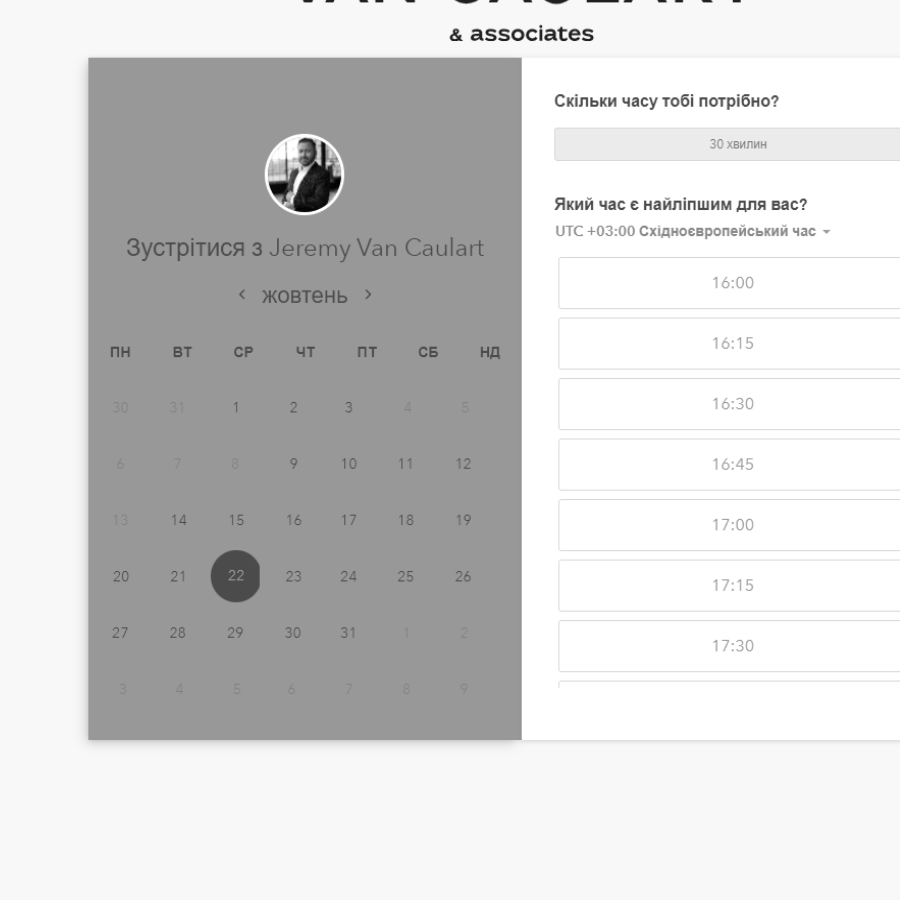 VAN CAULART
& associates
Зустрітися з Jeremy Van Caulart
жовтень
ПН ВТ СР ЧТ ПТ СБ НД
30 31 1 2 3 4 5
6 7 8 9 10 11 12
13 14 15 16 17 18 19
20 21 22 23 24 25 26
27 28 29 30 31 1 2
3 4 5 6 7 8 9
Скільки часу тобі потрібно?
30 хвилин
Який час є найліпшим для вас?
UTC +03:00 Східноєвропейський час
16:00
16:15
16:30
16:45
17:00
17:15
17:30